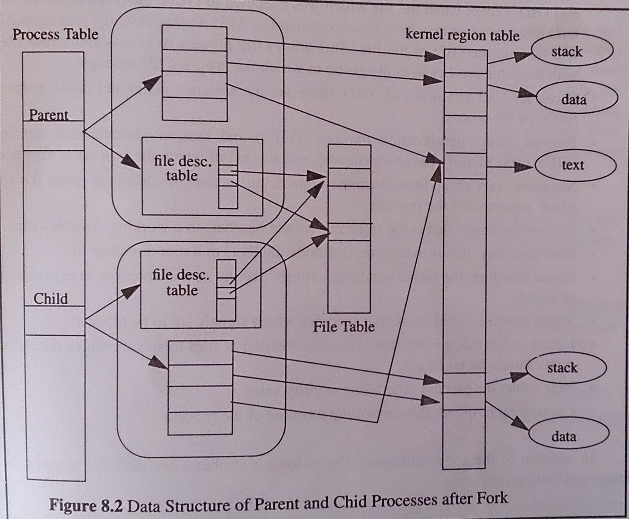 Process Table
kernel region table
stack
data
Parent
file desc.
table
text
Child
file desc.
table
File Table
stack
data
Figure 8.2 Data Structure of Parent and Chid Processes after Fork